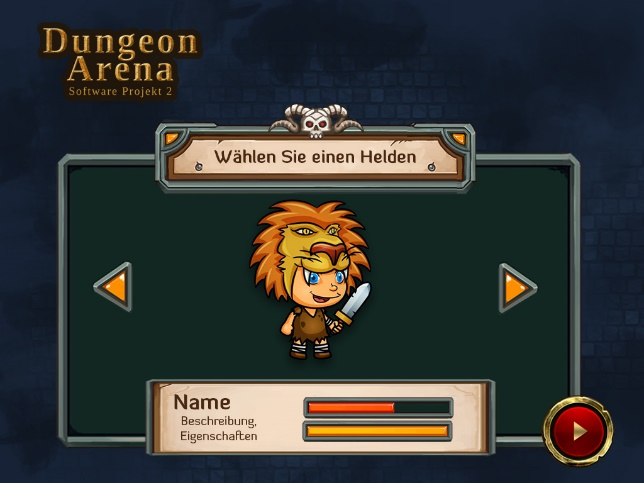 Dungeon
Arena
Software Projekt 2
Wählen Sie einen Helden
Name
Beschreibung,
Eigenschaften